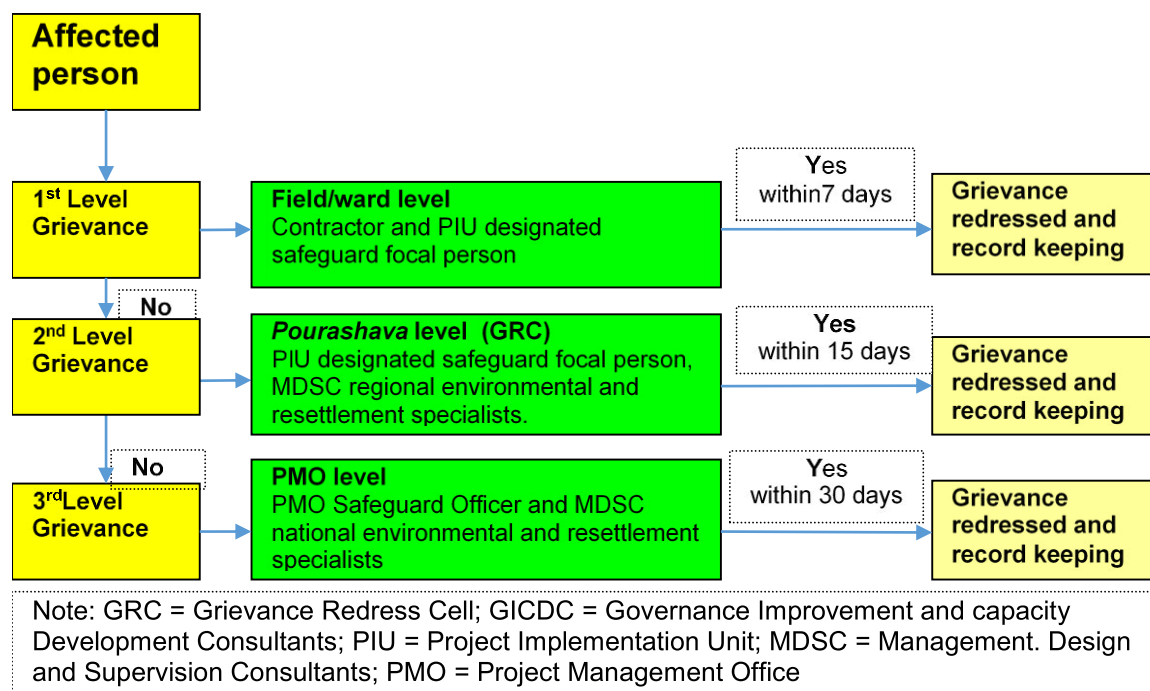 Affected
person
1st Level
Grievance
Field/ward level
Contractor and PIU designated
safeguard focal person
Yes
within7 days
Grievance
redressed and
record keeping
No
2nd Level
Grievance
Pourashava level (GRC)
PIU designated safeguard focal person,
MDSC regional environmental and
resettlement specialists.
Yes
within 15 days
Grievance
redressed and
record keeping
No
3rdLevel
Grievance
PMO level
PMO Safeguard Officer and MDSC
national environmental and resettlement
specialists
Yes
within 30 days
Grievance
redressed and
record keeping
Note: GRC = Grievance Redress Cell; GICDC = Governance Improvement and capacity
Development Consultants; PIU = Project Implementation Unit; MDSC = Management. Design
and Supervision Consultants; PMO = Project Management Office